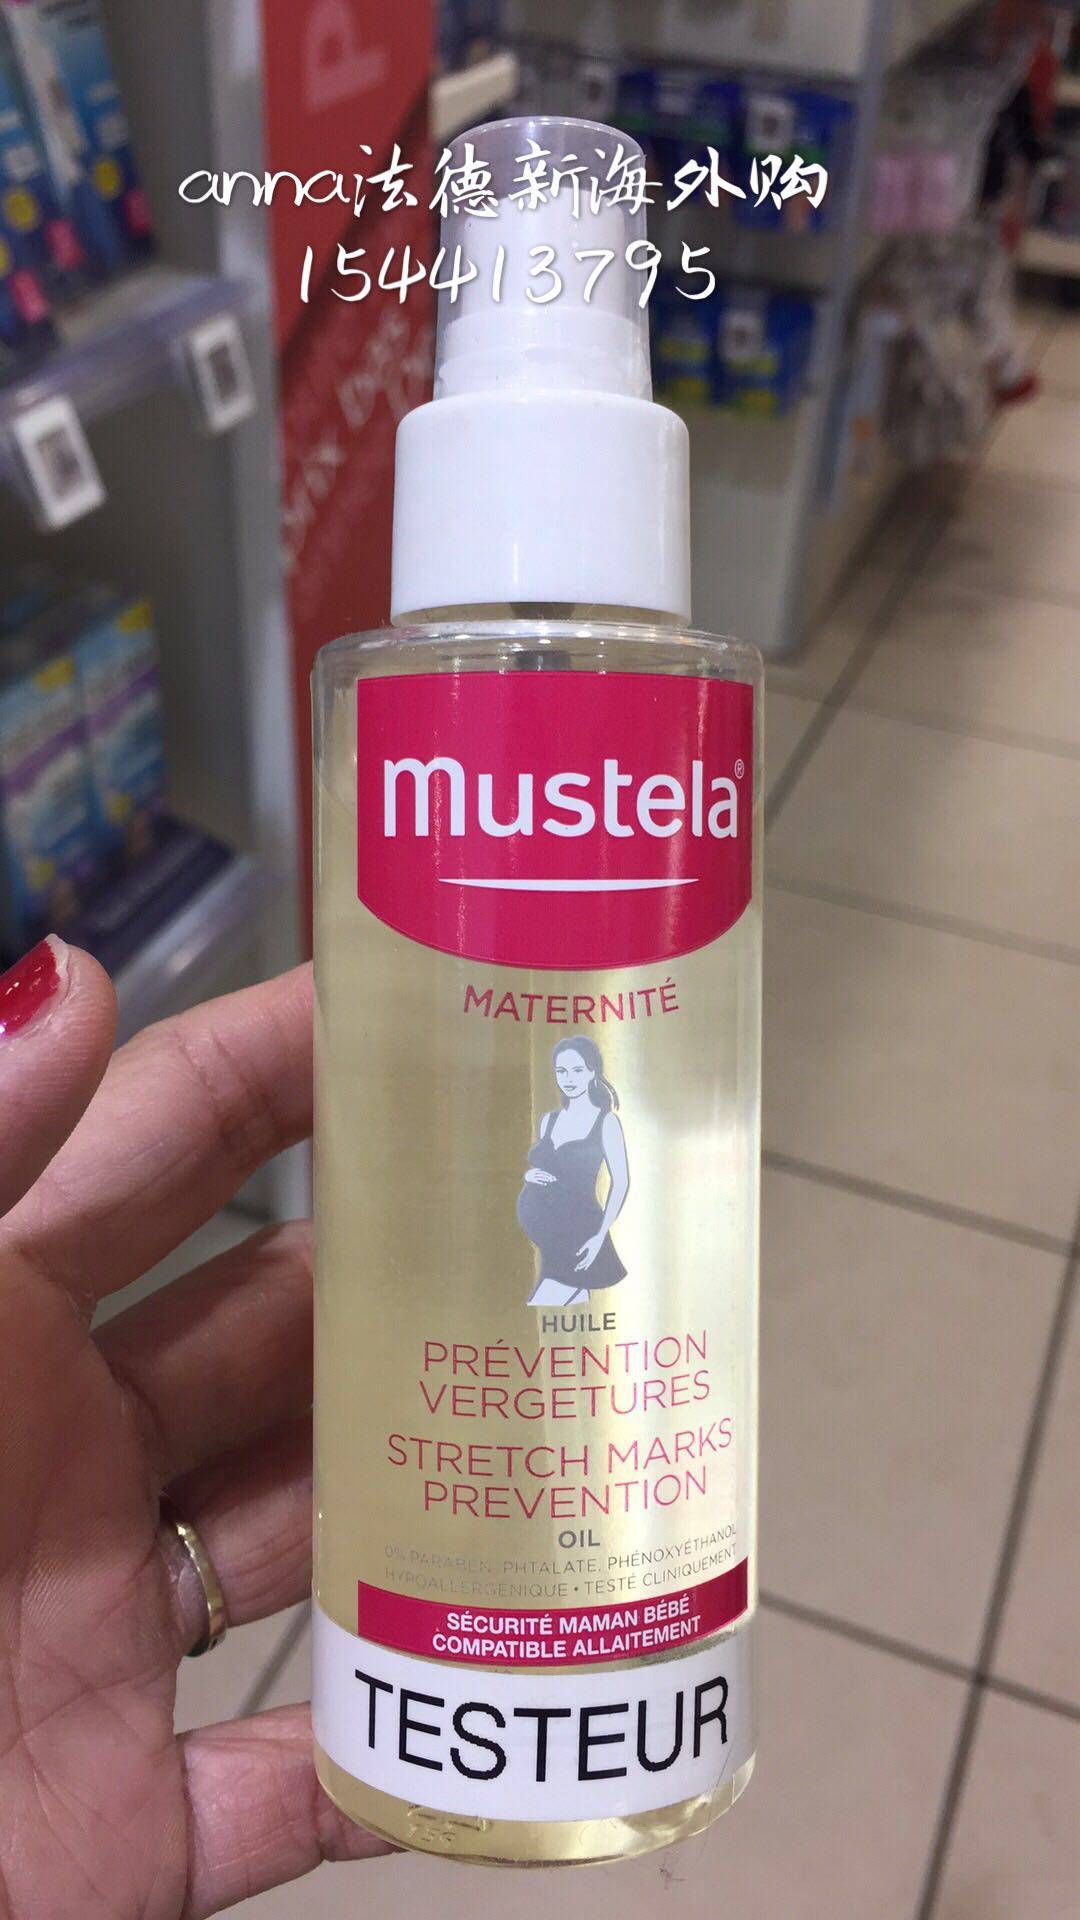 anna法德新海外购
154413795
mustela®
MATERNITÉ
HUILE
PRÉVENTION
VERGETURES
STRETCH MARKS
PREVENTION
OIL
0% PARABEN, PHTALATE, PHÉNOXYÉTHANOL
HYPOALLERGÉNIQUE • TESTÉ CLINIQUEMENT
SÉCURITÉ MAMAN BÉBÉ
COMPATIBLE ALLAITEMENT
TESTEUR